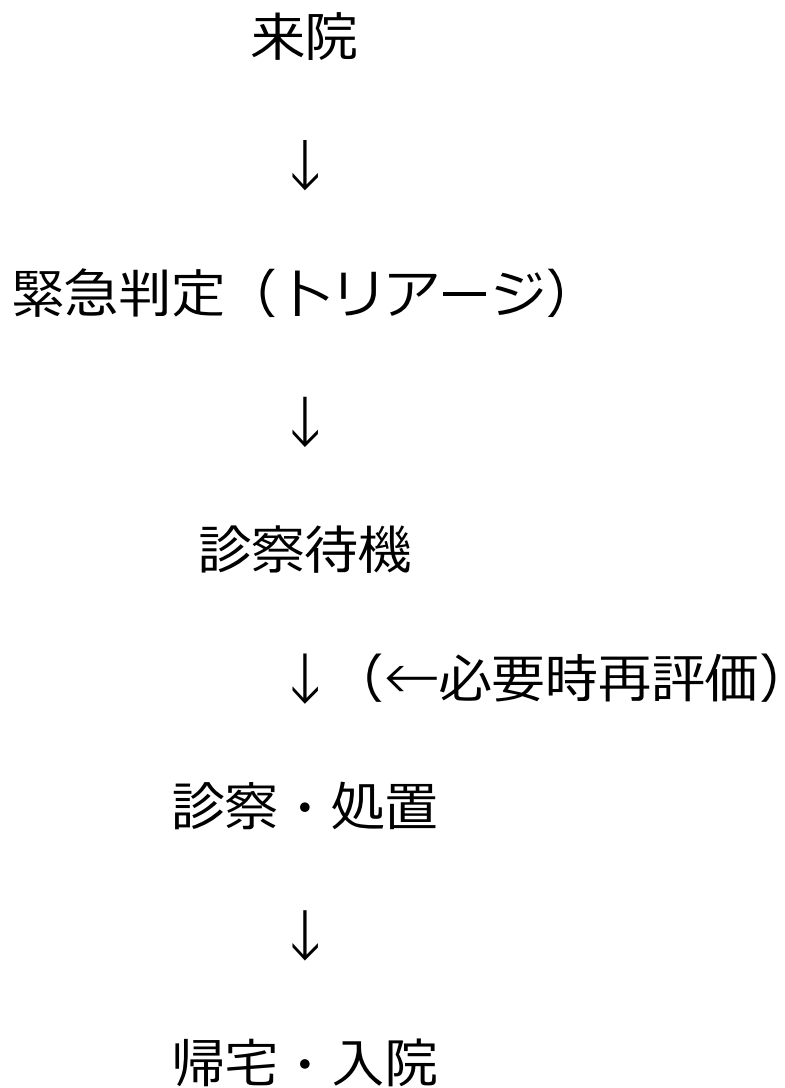 来院
↓
緊急判定（トリアージ）
↓
診察待機
↓（←必要時再評価）
診察・処置
↓
帰宅・入院